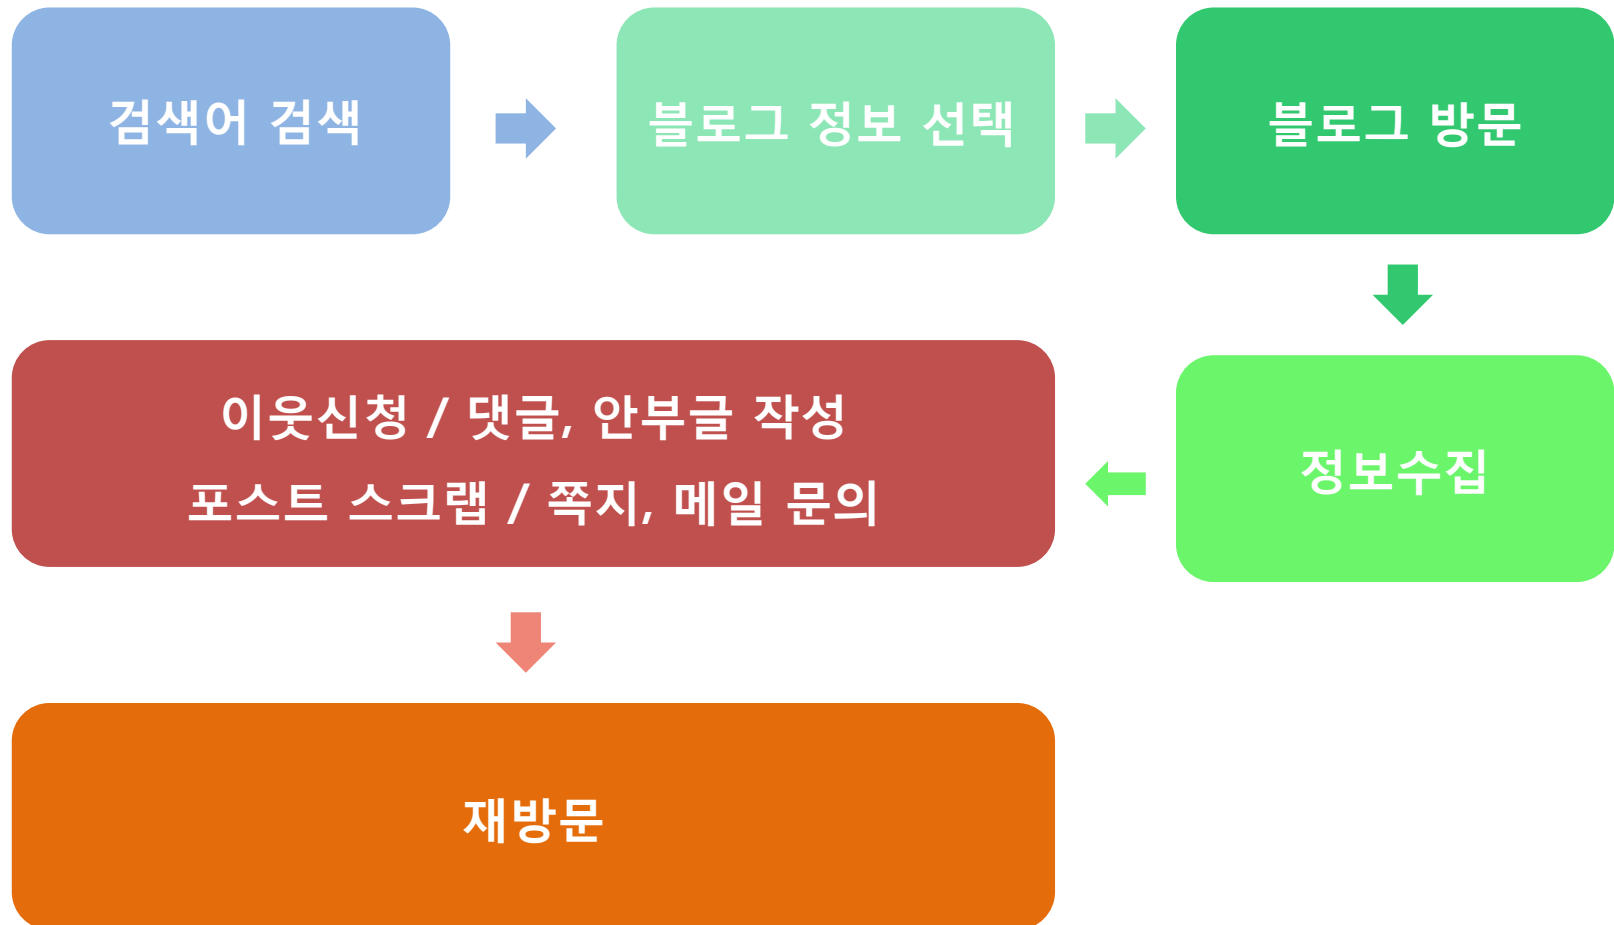 검색어 검색
블로그 정보 선택
블로그 방문
정보수집
이웃신청 / 댓글, 안부글 작성
포스트 스크랩 / 쪽지, 메일 문의
재방문